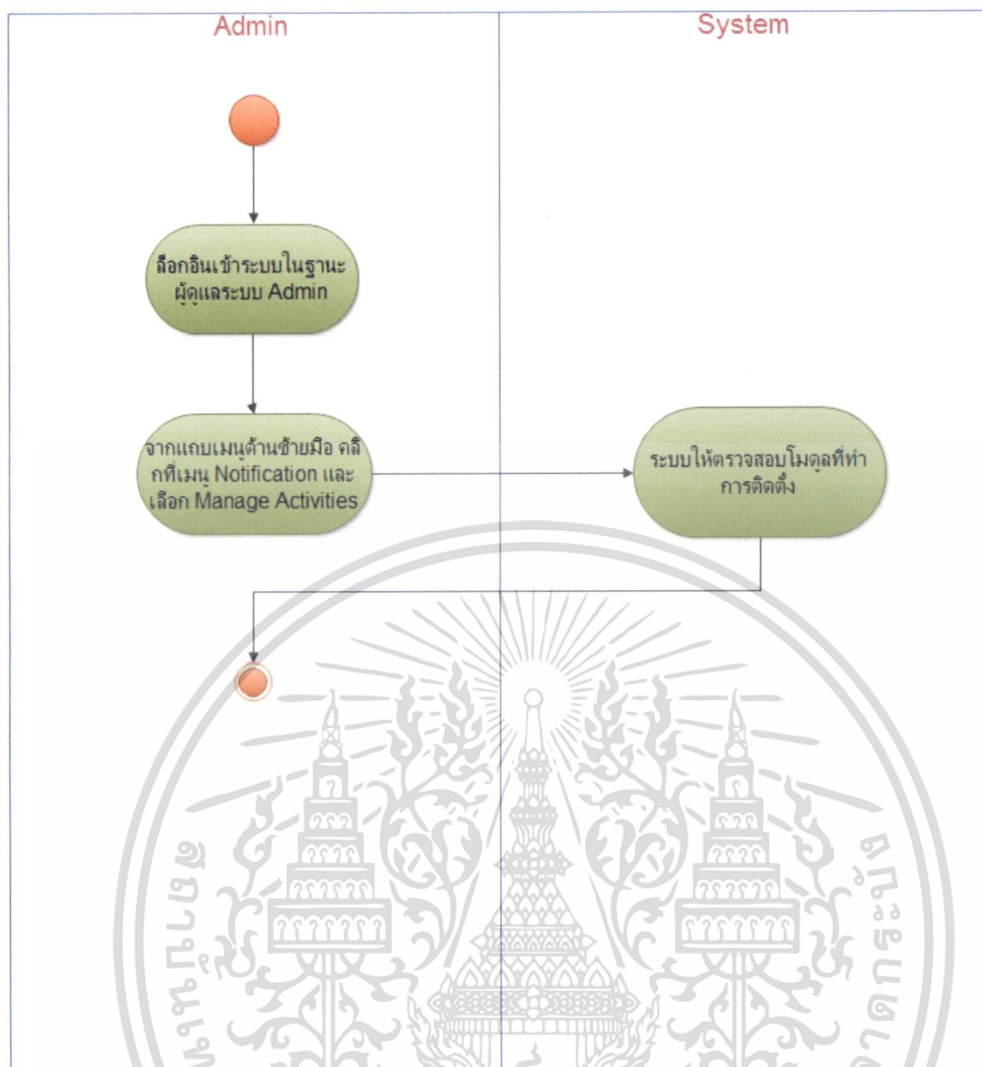 Admin
System
ล็อกอินเข้าระบบในฐานะ
ผู้ดูแลระบบ Admin
จากแถบเมนูด้านซ้ายมือ คลิ
กที่เมนู Notification และ
เลือก Manage Activities
ระบบให้ตรวจสอบโมดูลที่ทำ
การติดตั้ง